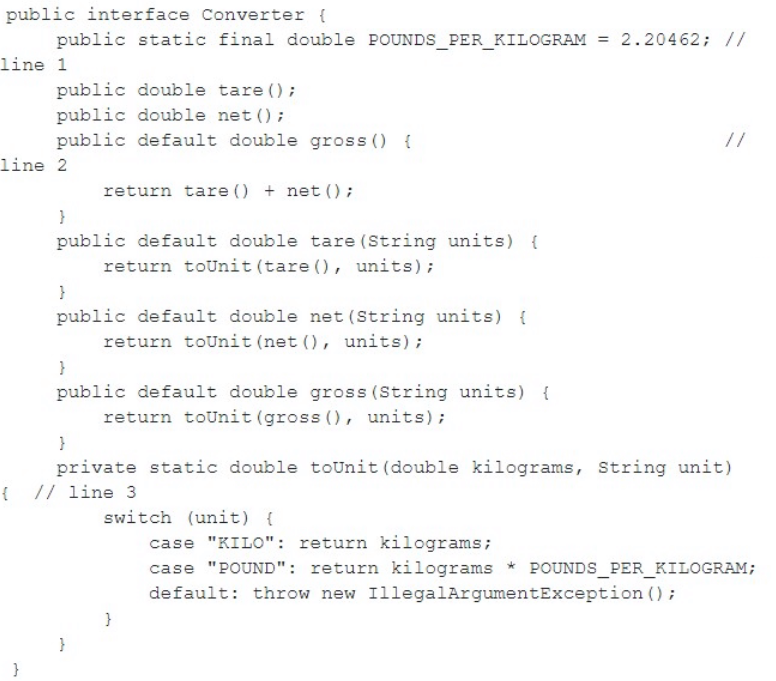 public interface Converter {
public static final double POUNDS_PER_KILOGRAM = 2.20462; //
line 1
public double tare();
public double net();
public default double gross() { //
line 2
return tare() + net();
}
public default double tare(String units) {
return toUnit(tare(), units);
}
public default double net(String units) {
return toUnit(net(), units);
}
public default double gross(String units) {
return toUnit(gross(), units);
}
private static double toUnit(double kilograms, String unit)
{ // line 3
switch (unit) {
case "KILO": return kilograms;
case "POUND": return kilograms * POUNDS_PER_KILOGRAM;
default: throw new IllegalArgumentException();
}
}
}